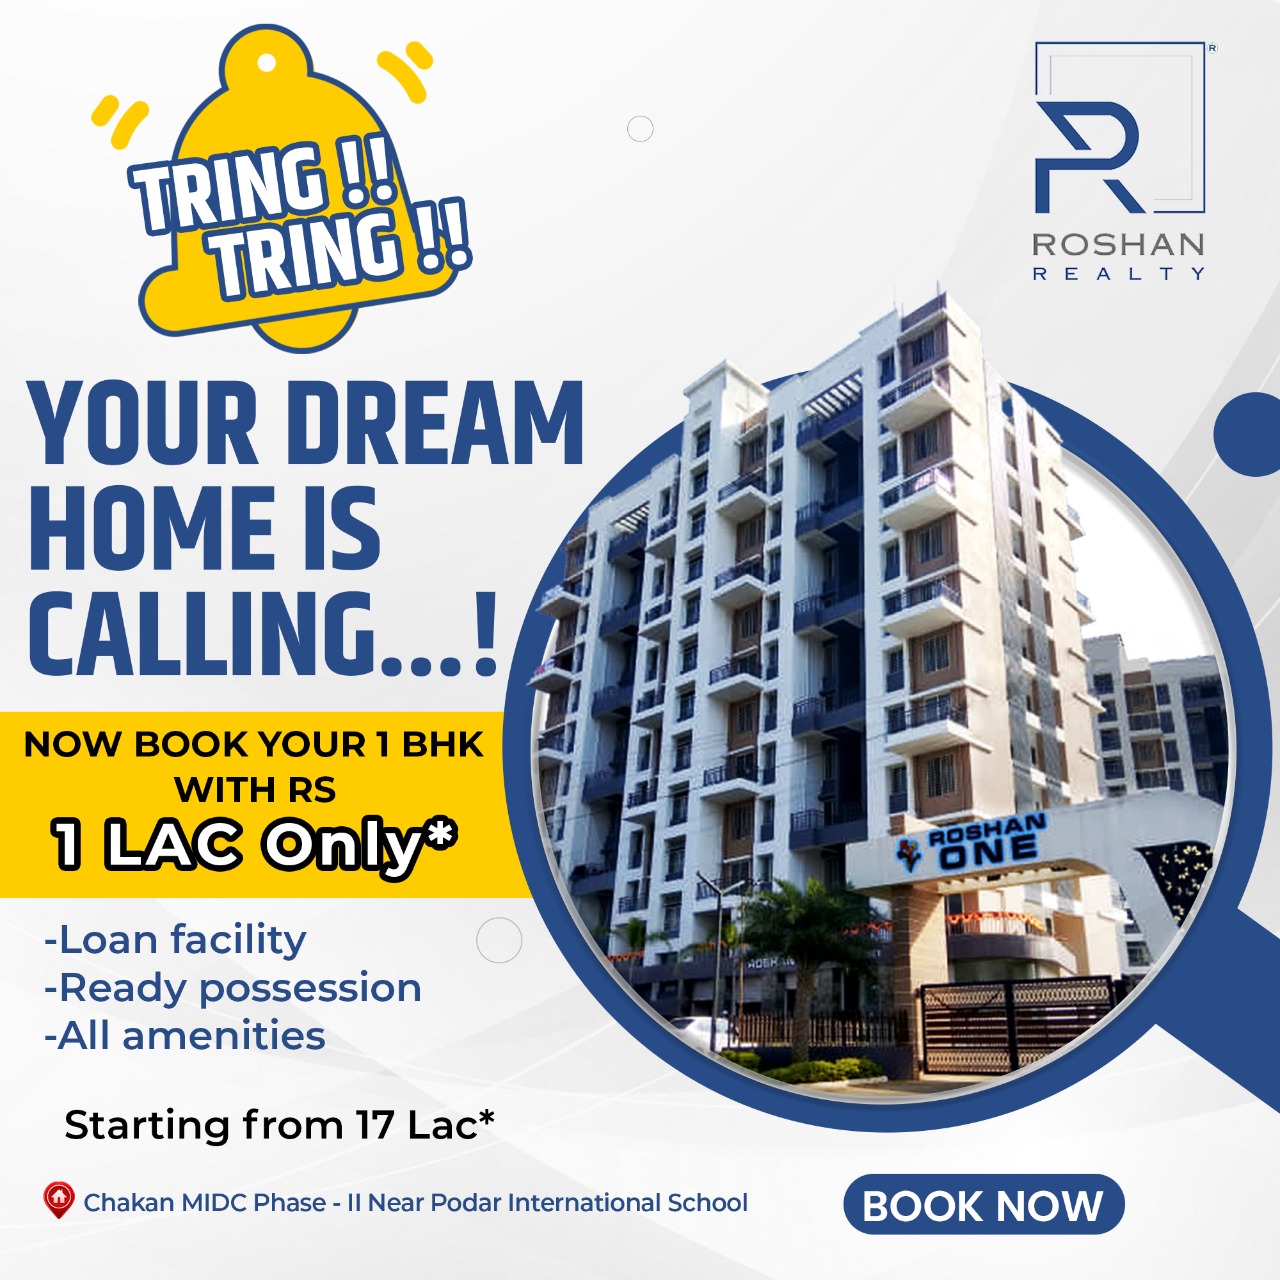 TRING !!
TRING !!
R
ROSHAN
REALTY
YOUR DREAM
HOME IS
CALLING...!
NOW BOOK YOUR 1 BHK
WITH RS
1 LAC Only*
-Loan facility
-Ready possession
-All amenities
ROSHAN
ONE
ROSHAN
Starting from 17 Lac*
Chakan MIDC Phase - II Near Podar International School
BOOK NOW